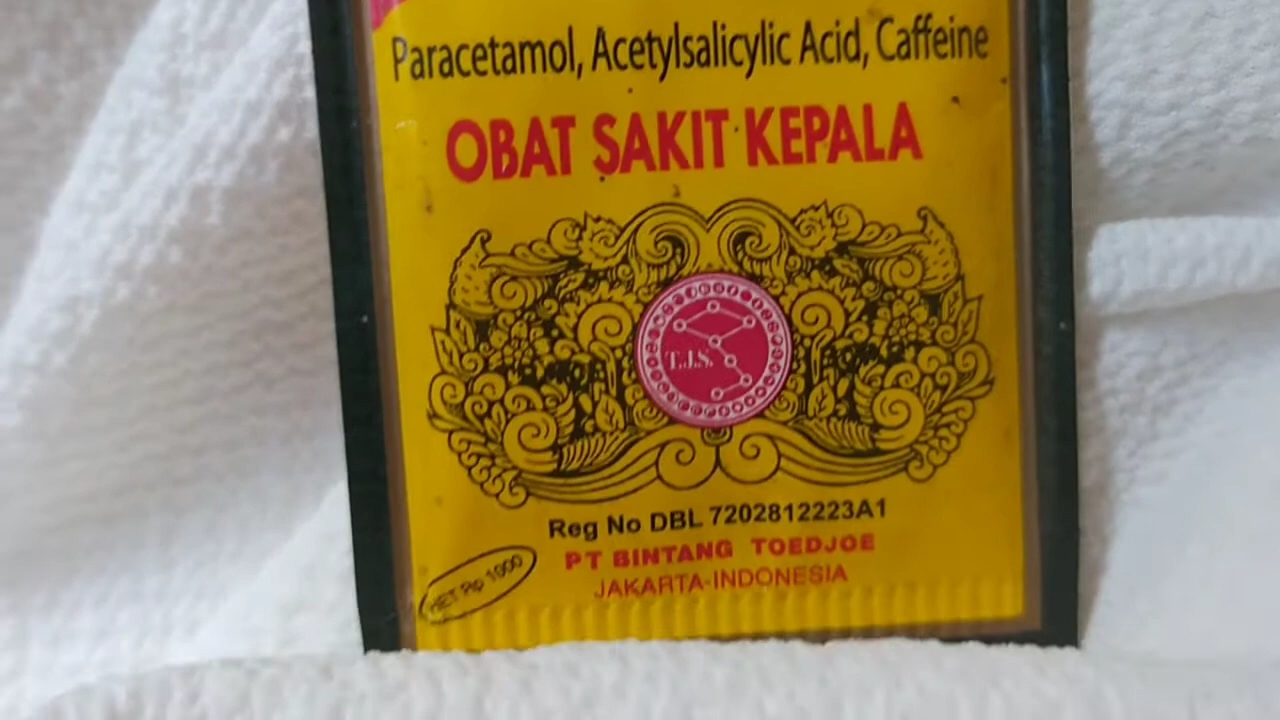 Paracetamol, Acetylsalicylic Acid, Caffeine
OBAT SAKIT KEPALA
T.J.S.
Reg No DBL 7202812223A1
PT BINTANG TOEDJOE
JAKARTA-INDONESIA
HET Rp 1000